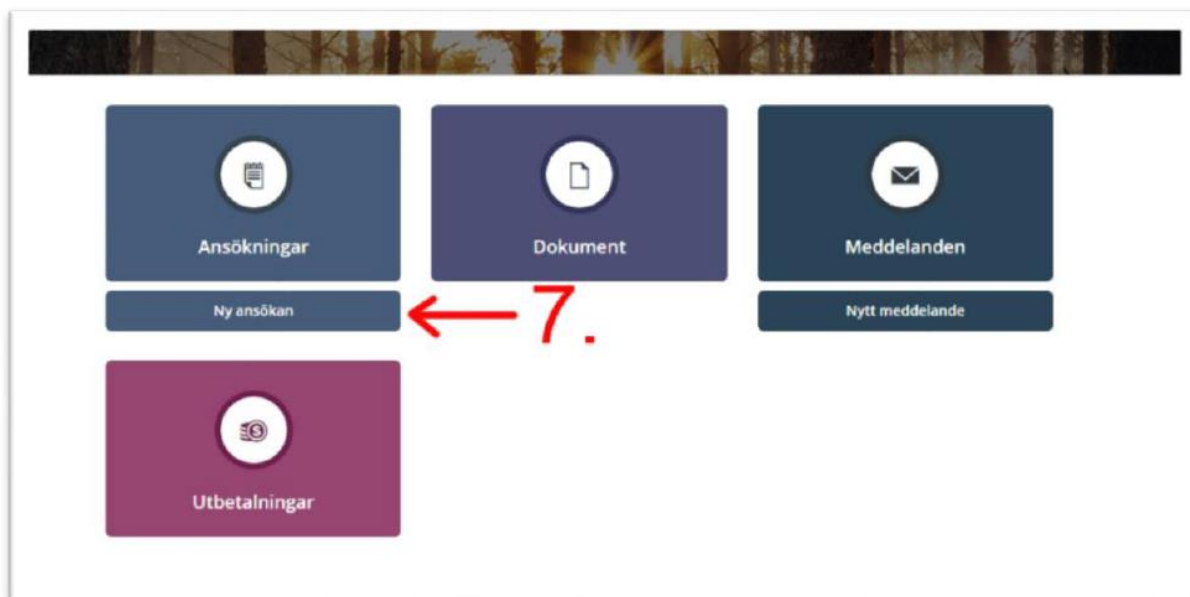 Ansökningar
Dokument
Meddelanden
Ny ansökan
7.
Nytt meddelande
Utbetalningar